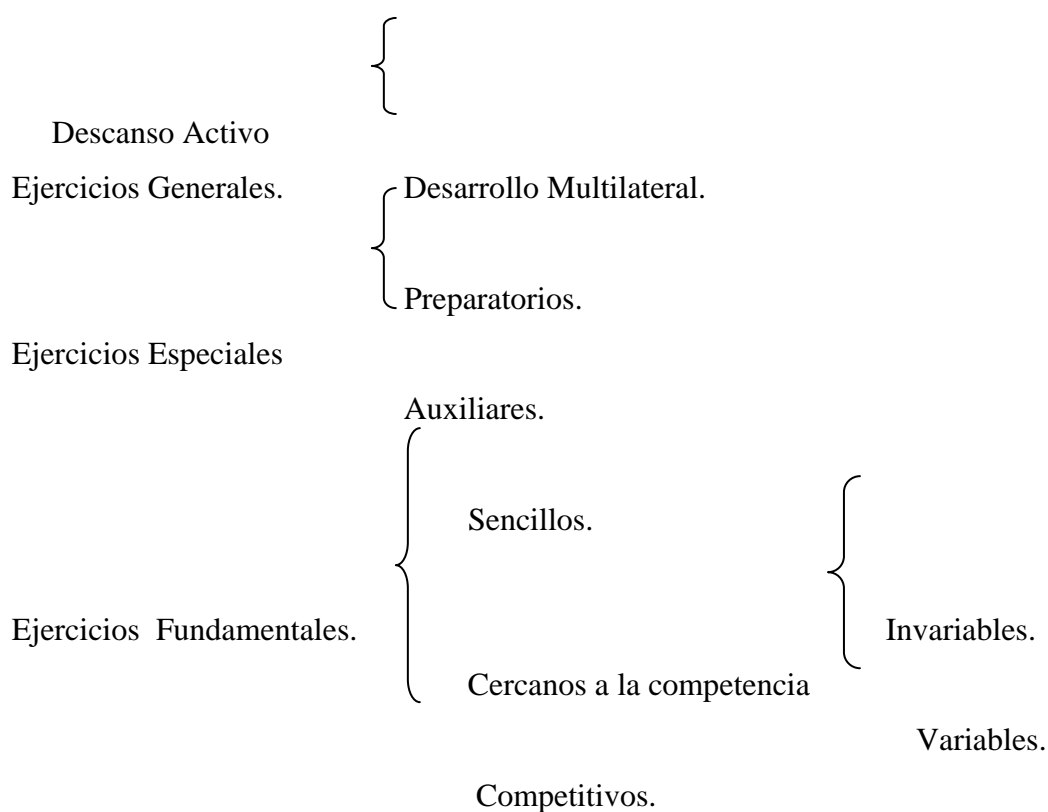 Descanso Activo
Ejercicios Generales. Desarrollo Multilateral.
Preparatorios.
Ejercicios Especiales
Auxiliares.
Sencillos.
Ejercicios Fundamentales. Invariables.
Cercanos a la competencia
Variables.
Competitivos.